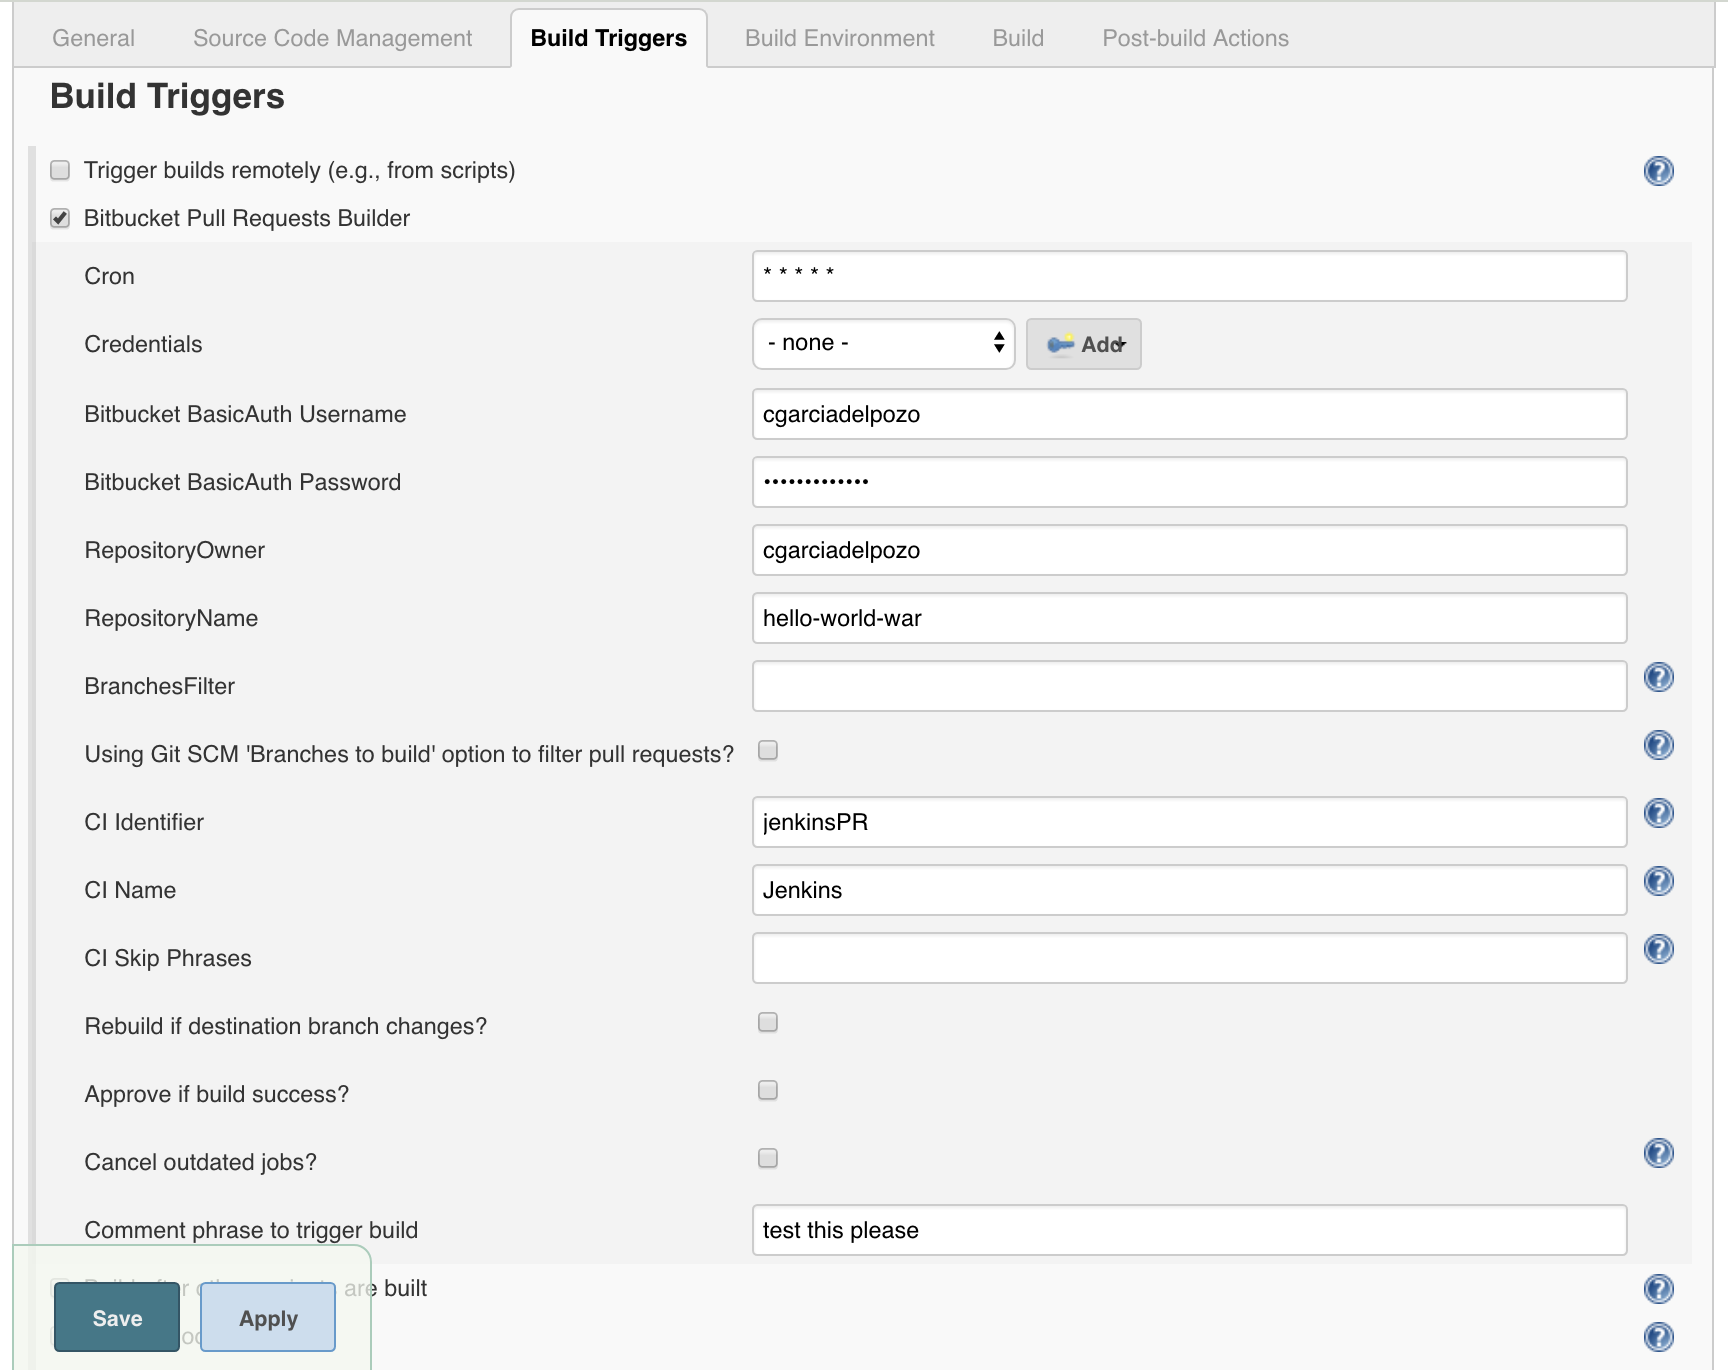 General Source Code Management Build Triggers Build Environment Build Post-build Actions
Build Triggers
Trigger builds remotely (e.g., from scripts)
Bitbucket Pull Requests Builder
Cron * * * * *
Credentials - none - Add
Bitbucket BasicAuth Username cgarciadelpozo
Bitbucket BasicAuth Password •••••••••••••
RepositoryOwner cgarciadelpozo
RepositoryName hello-world-war
BranchesFilter
Using Git SCM 'Branches to build' option to filter pull requests?
CI Identifier jenkinsPR
CI Name Jenkins
CI Skip Phrases
Rebuild if destination branch changes?
Approve if build success?
Cancel outdated jobs?
Comment phrase to trigger build test this please
are built
Save Apply